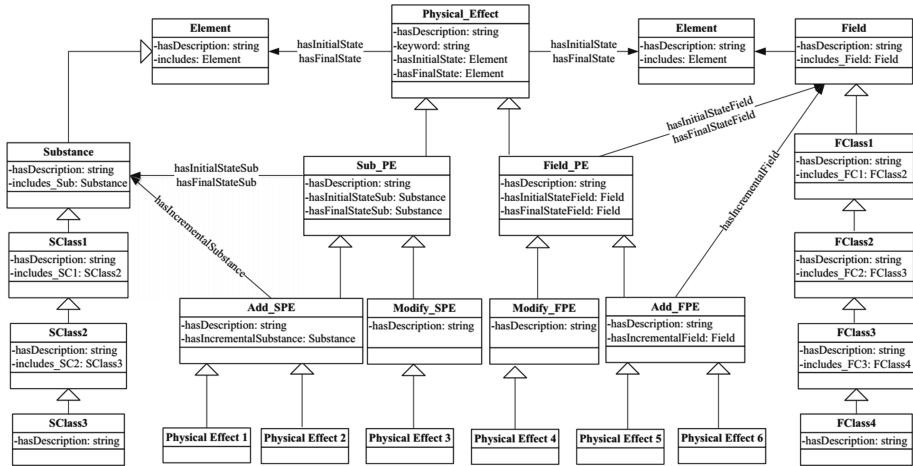 Physical_Effect
-hasDescription: string
-keyword: string
-hasInitialState: Element
-hasFinalState: Element
Element
-hasDescription: string
-includes: Element
hasInitialState
hasFinalState
hasInitialState
hasFinalState
Element
-hasDescription: string
-includes: Element
Field
-hasDescription: string
-includes_Field: Field
Substance
-hasDescription: string
-includes_Sub: Substance
hasInitialStateSub
hasFinalStateSub
Sub_PE
-hasDescription: string
-hasInitialStateSub: Substance
-hasFinalStateSub: Substance
Field_PE
-hasDescription: string
-hasInitialStateField: Field
-hasFinalStateField: Field
hasInitialStateField
hasFinalStateField
hasIncrementalField
hasIncrementalSubstance
FClass1
-hasDescription: string
-includes_FC1: FClass2
SClass1
-hasDescription: string
-includes_SC1: SClass2
FClass2
-hasDescription: string
-includes_FC2: FClass3
Add_SPE
-hasDescription: string
-hasIncrementalSubstance: Substance
Modify_SPE
-hasDescription: string
Modify_FPE
-hasDescription: string
Add_FPE
-hasDescription: string
-hasIncrementalField: Field
SClass2
-hasDescription: string
-includes_SC2: SClass3
FClass3
-hasDescription: string
-includes_FC3: FClass4
SClass3
-hasDescription: string
Physical Effect 1
Physical Effect 2
Physical Effect 3
Physical Effect 4
Physical Effect 5
Physical Effect 6
FClass4
-hasDescription: string